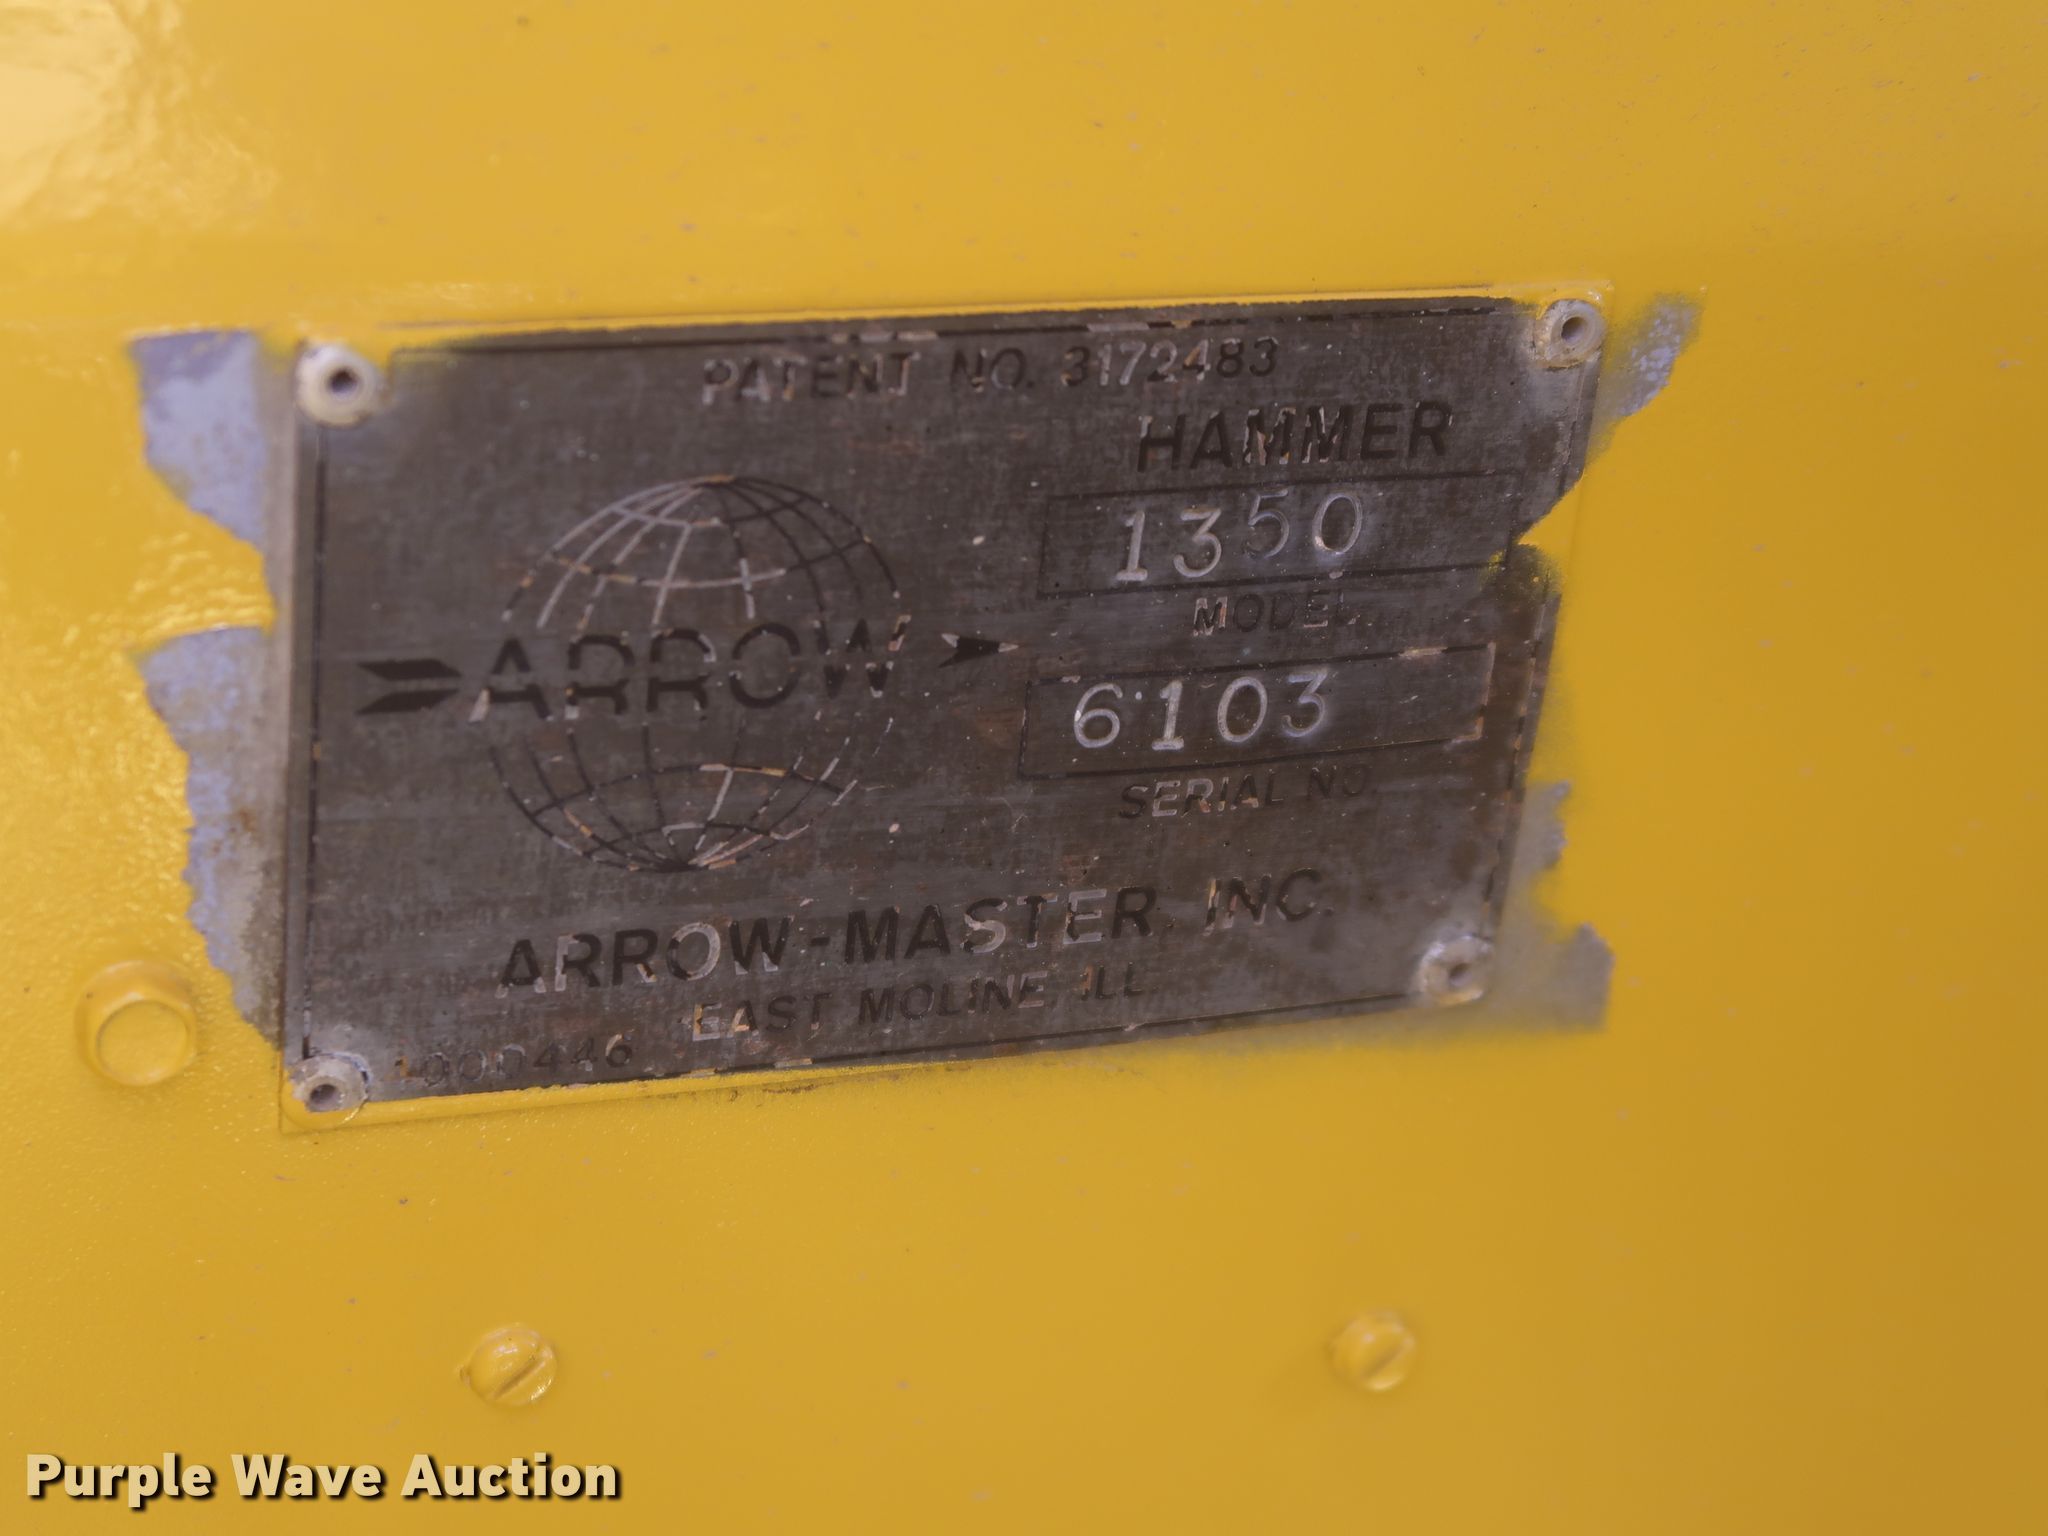 PATENT NO. 3172483
HAMMER
1350
MODEL
ARROW
6103
SERIAL NO.
ARROW-MASTER, INC.
EAST MOLINE, ILL.
1000446
Purple Wave Auction